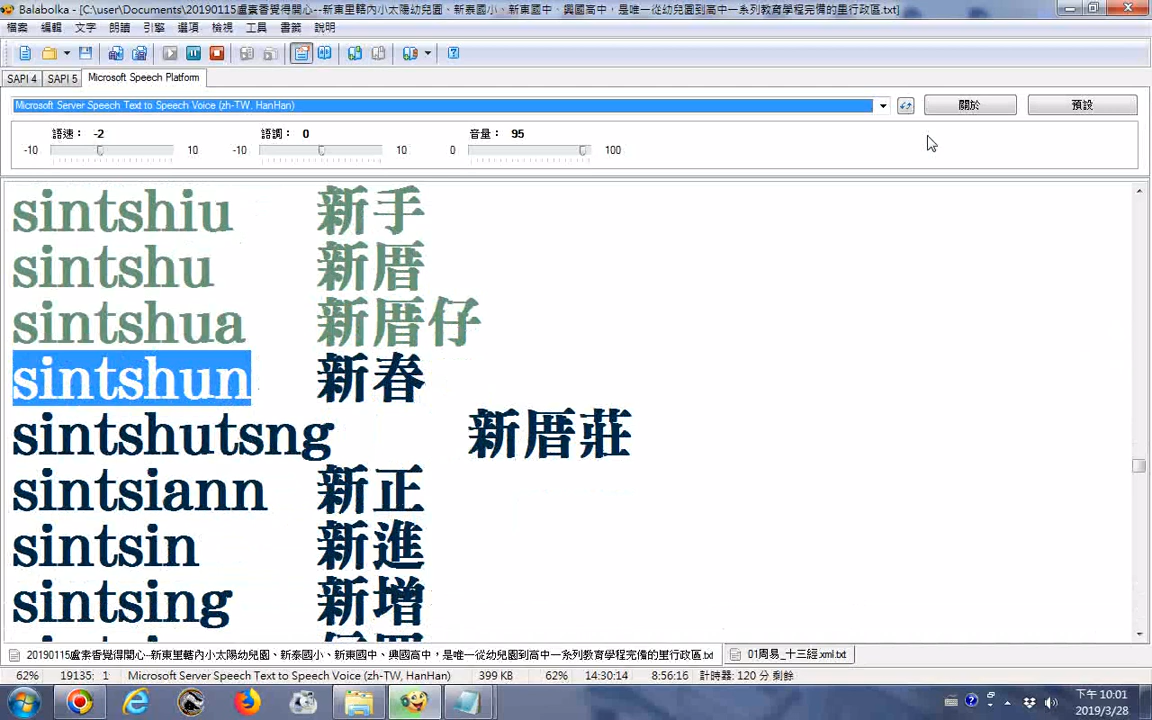 Balabolka - [C:\user\Documents\20190115盧素香覺得開心--新東里轄內小太陽幼兒園、新泰國小、新東國中、興國高中，是唯一從幼兒園到高中一系列教育學程完備的里行政區.txt]
檔案 編輯 文字 朗讀 引擎 選項 檢視 工具 書籤 說明
SAPI 4 SAPI 5 Microsoft Speech Platform
Microsoft Server Speech Text to Speech Voice (zh-TW, HanHan) 關於 預設
語速： -2 語調： 0 音量： 95
-10 10 -10 10 0 100
sintshiu 新手
sintshu 新厝
sintshua 新厝仔
sintshun 新春
sintshutsng 新厝莊
sintsiann 新正
sintsin 新進
sintsing 新增
20190115盧素香覺得開心--新東里轄內小太陽幼兒園、新泰國小、新東國中、興國高中，是唯一從幼兒園到高中一系列教育學程完備的里行政區.txt 01周易_十三經.xml.txt
62% 19135: 1 Microsoft Server Speech Text to Speech Voice (zh-TW, HanHan) 399 KB 62% 14:30:14 8:56:16 計時器: 120 分 剩餘
下午 10:01
2019/3/28